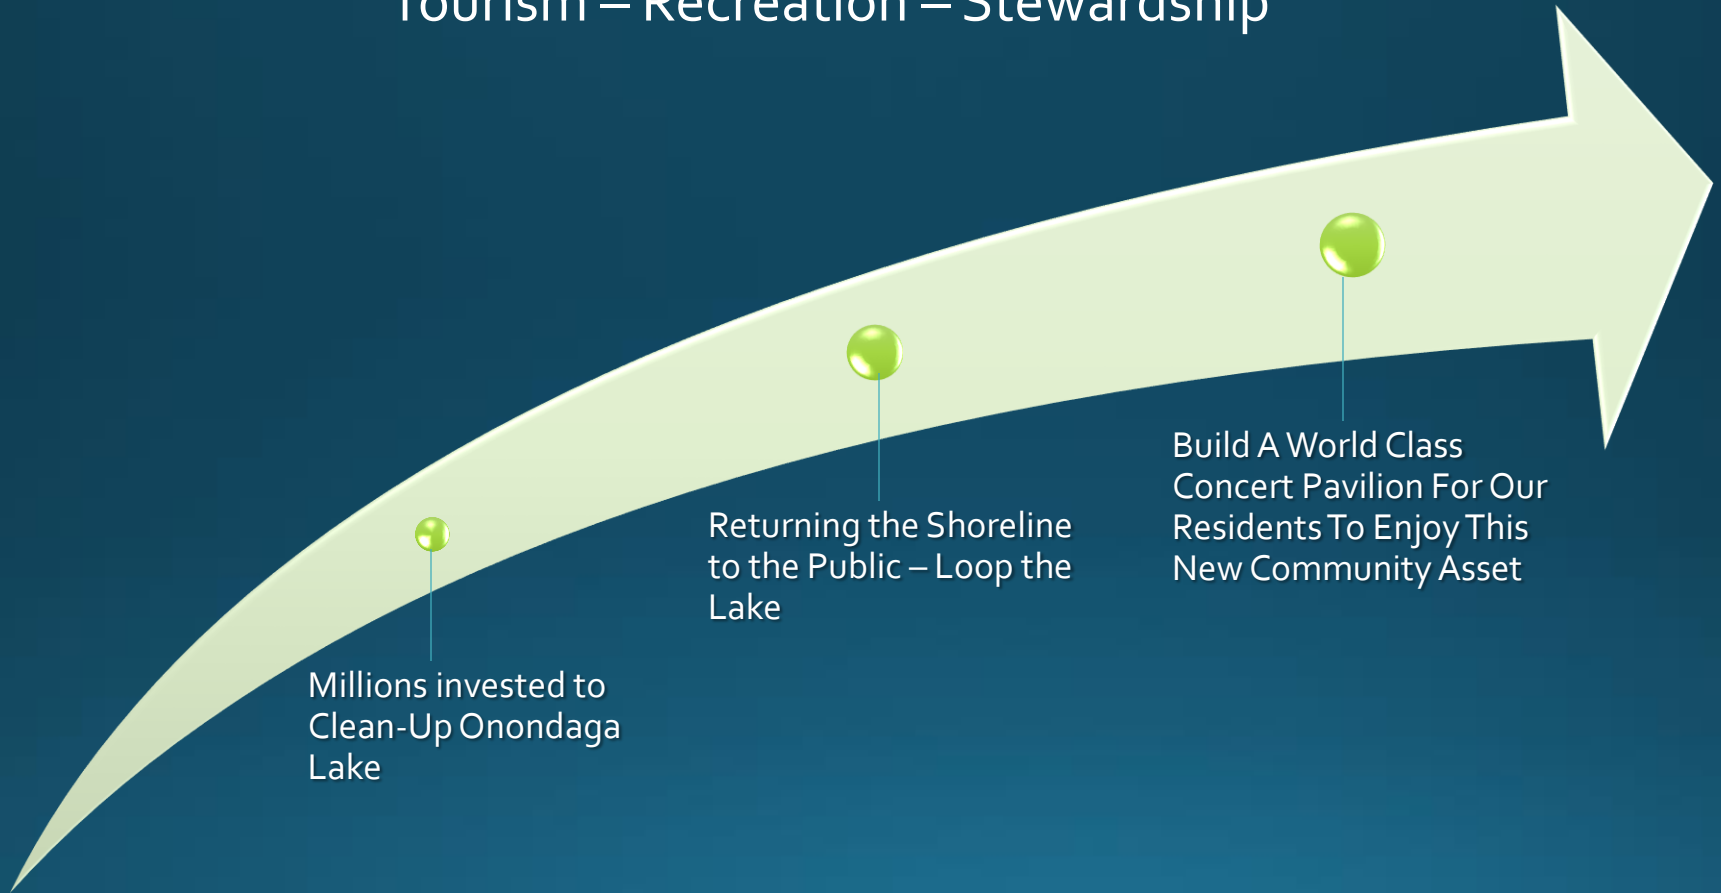 Tourism – Recreation – Stewardship
Build A World Class
Concert Pavilion For Our
Residents To Enjoy This
New Community Asset
Returning the Shoreline
to the Public – Loop the
Lake
Millions invested to
Clean-Up Onondaga
Lake